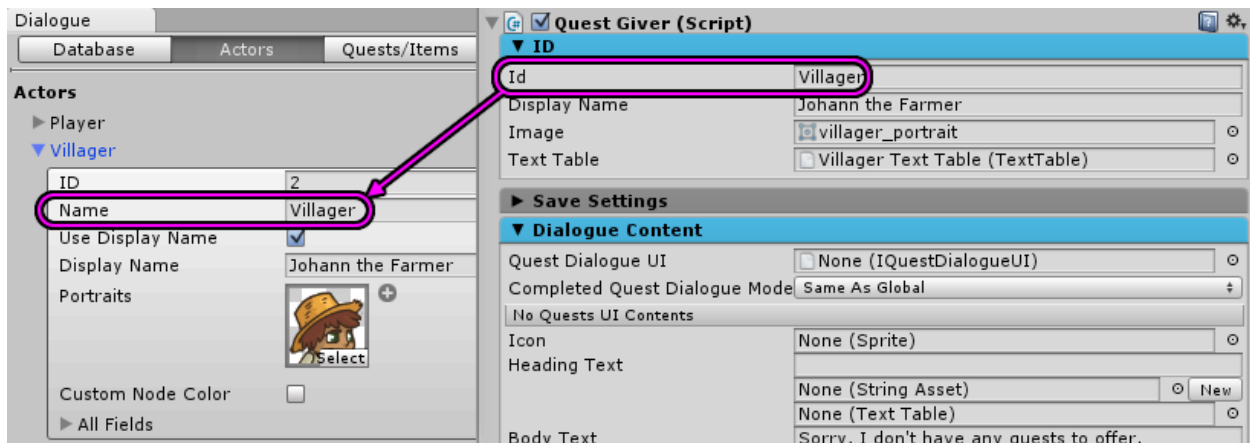 Dialogue
Database Actors Quests/Items
Actors
Player
Villager
ID 2
Name Villager
Use Display Name
Display Name Johann the Farmer
Portraits
Select
Custom Node Color
All Fields
Quest Giver (Script)
ID
Id Villager
Display Name Johann the Farmer
Image villager_portrait
Text Table Villager Text Table (TextTable)
Save Settings
Dialogue Content
Quest Dialogue UI None (IQuestDialogueUI)
Completed Quest Dialogue Mode Same As Global
No Quests UI Contents
Icon None (Sprite)
Heading Text
None (String Asset) New
None (Text Table)
Body Text Sorry, I don't have any quests to offer.